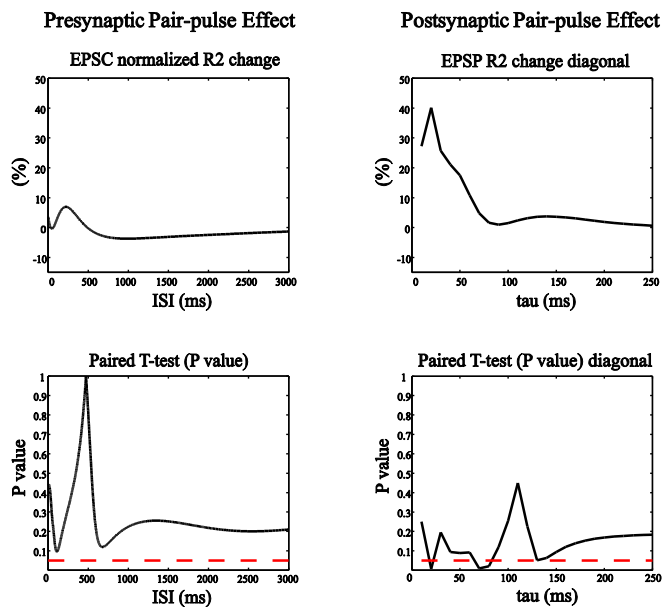 Presynaptic Pair-pulse Effect
Postsynaptic Pair-pulse Effect
EPSC normalized R2 change
50
40
30
20
10
0
-10
(%)
0 500 1000 1500 2000 2500 3000
ISI (ms)
EPSP R2 change diagonal
50
40
30
20
10
0
-10
(%)
0 50 100 150 200 250
tau (ms)
Paired T-test (P value)
1
0.9
0.8
0.7
0.6
0.5
0.4
0.3
0.2
0.1
P value
0 500 1000 1500 2000 2500 3000
ISI (ms)
Paired T-test (P value) diagonal
1
0.9
0.8
0.7
0.6
0.5
0.4
0.3
0.2
0.1
P value
0 50 100 150 200 250
tau (ms)